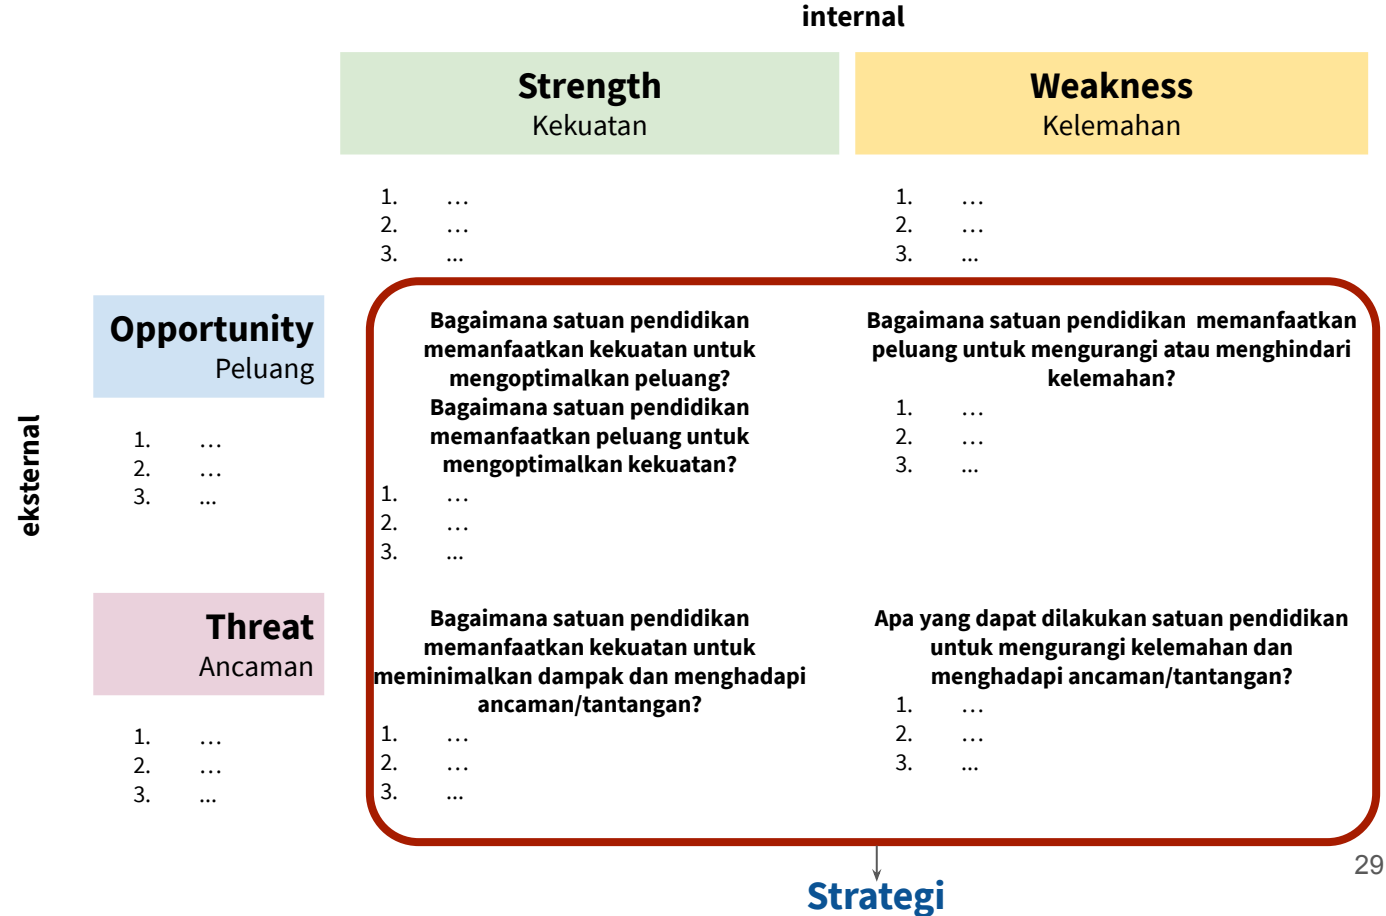 internal
Strength
Kekuatan
Weakness
Kelemahan
1. …
2. …
3. ...
1. …
2. …
3. ...
eksternal
Opportunity
Peluang
1. …
2. …
3. ...
Bagaimana satuan pendidikan
memanfaatkan kekuatan untuk
mengoptimalkan peluang?
Bagaimana satuan pendidikan
memanfaatkan peluang untuk
mengoptimalkan kekuatan?
1. …
2. …
3. ...
Bagaimana satuan pendidikan memanfaatkan
peluang untuk mengurangi atau menghindari
kelemahan?
1. …
2. …
3. ...
Threat
Ancaman
1. …
2. …
3. ...
Bagaimana satuan pendidikan
memanfaatkan kekuatan untuk
meminimalkan dampak dan menghadapi
ancaman/tantangan?
1. …
2. …
3. ...
Apa yang dapat dilakukan satuan pendidikan
untuk mengurangi kelemahan dan
menghadapi ancaman/tantangan?
1. …
2. …
3. ...
Strategi
29